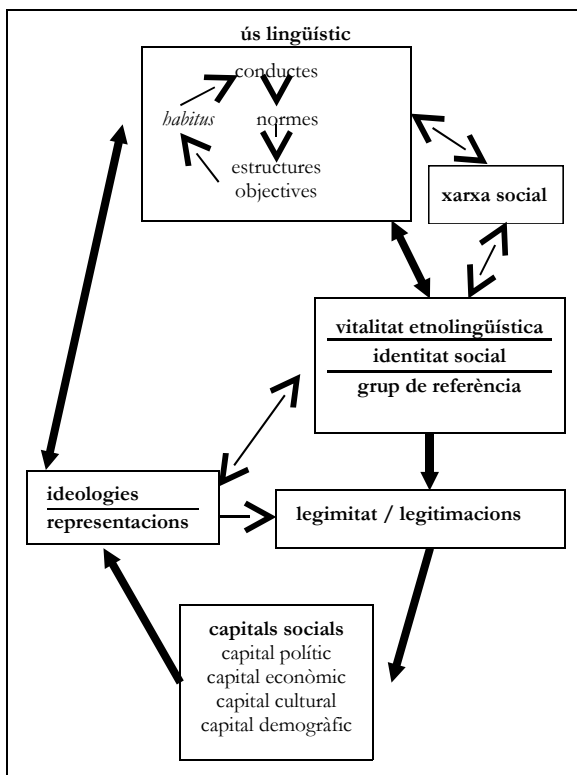 ús lingüístic
conductes
habitus normes
estructures
objectives
xarxa social
vitalitat etnolingüística
identitat social
grup de referència
ideologies
representacions
legimitat / legitimacions
capitals socials
capital polític
capital econòmic
capital cultural
capital demogràfic